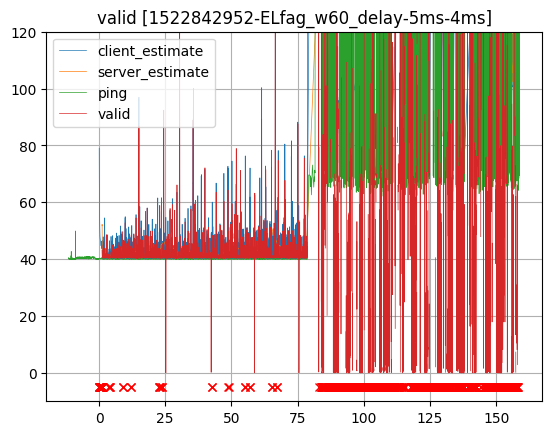 valid [1522842952-ELfag_w60_delay-5ms-4ms]
120
100
80
60
40
20
0
client_estimate
server_estimate
ping
valid
0
25
50
75
100
125
150